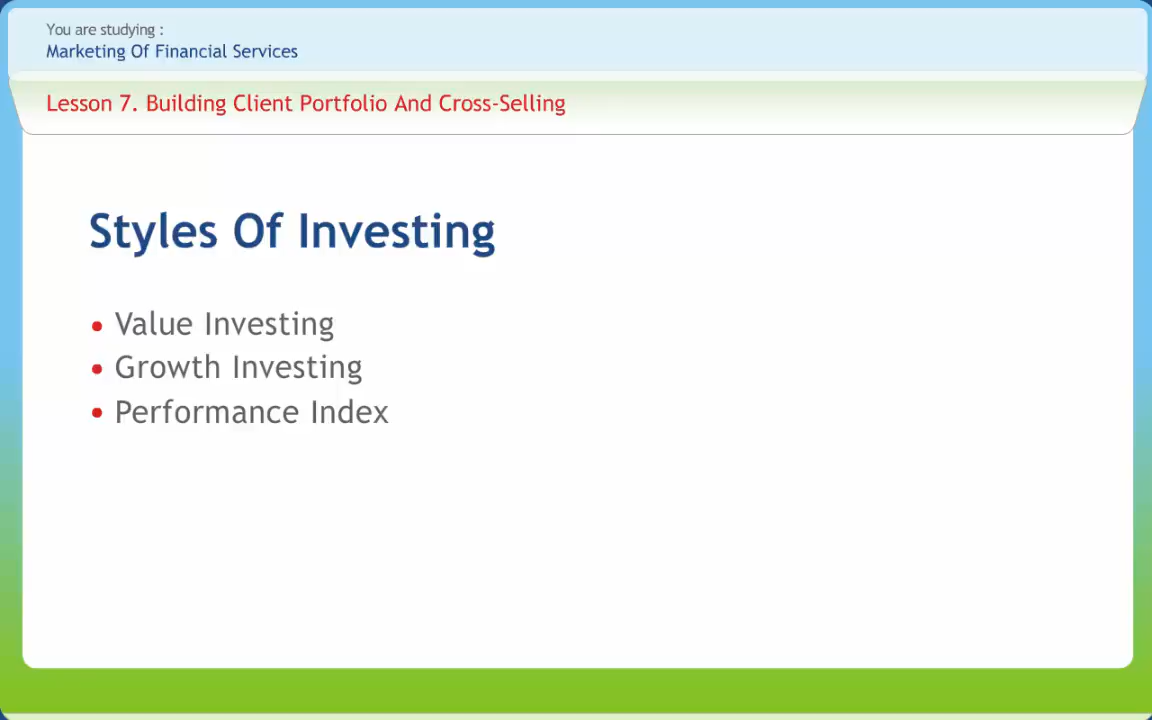 You are studying :
Marketing Of Financial Services
Lesson 7. Building Client Portfolio And Cross-Selling
Styles Of Investing
• Value Investing
• Growth Investing
• Performance Index